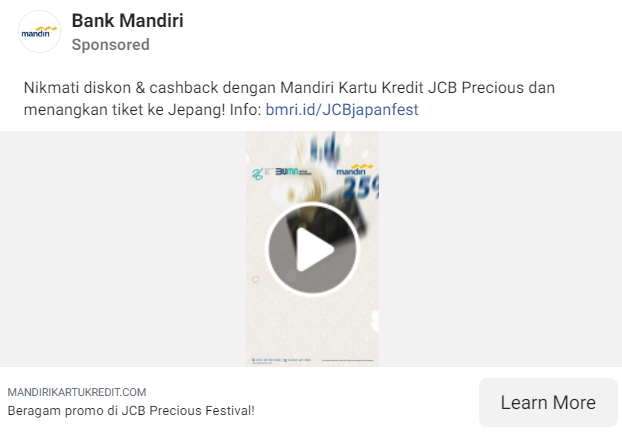 Bank Mandiri
mandiri
Sponsored
Nikmati diskon & cashback dengan Mandiri Kartu Kredit JCB Precious dan
menangkan tiket ke Jepang! Info: bmri.id/JCBjapanfest
26 BUMN mandiri
25%
MANDIRIKARTUKREDIT.COM
Beragam promo di JCB Precious Festival!
Learn More